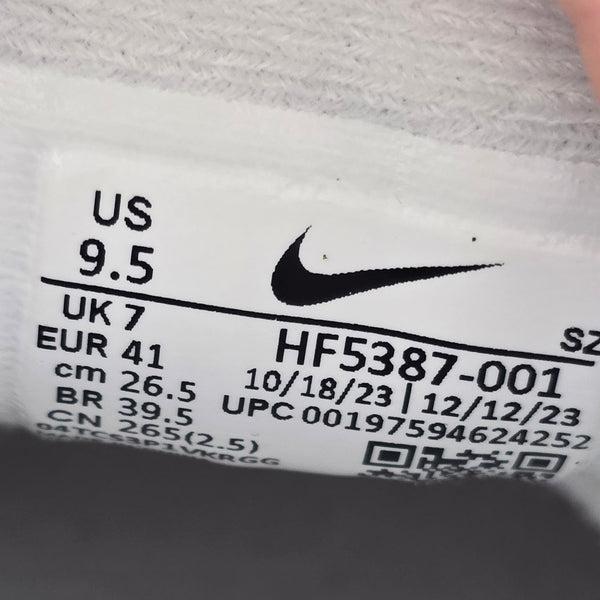 US
9.5
UK 7
EUR 41
cm 26.5
BR 39.5
CN 265(2.5)
SZ
HF5387-001
10/18/23 | 12/12/23
UPC 00197594624252